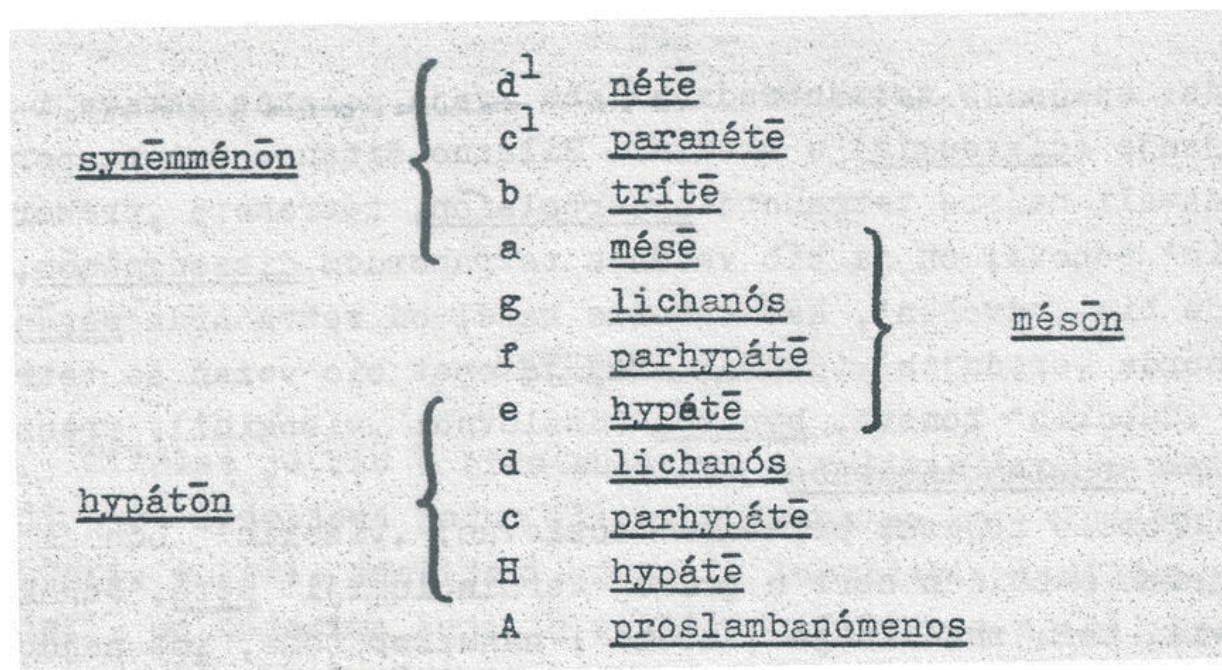 d¹ nétē
c¹ paranétē
synēmménōn b trítē
a mésē
g lichanós
f parhypátē mésōn
e hypátē
d lichanós
hypátōn c parhypátē
H hypátē
A proslambanómenos